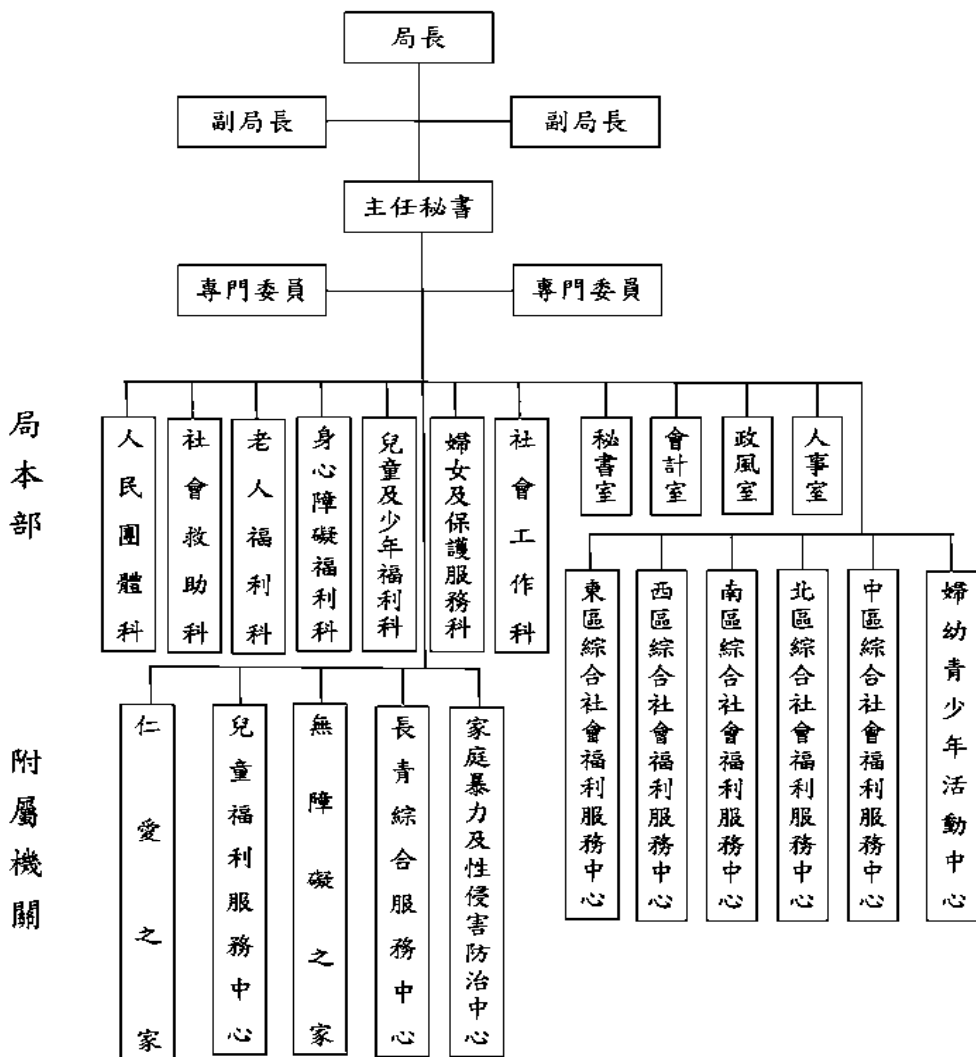 局長
副局長
副局長
主任秘書
專門委員
專門委員
局本部
人民團體科
社會救助科
老人福利科
身心障礙福利科
兒童及少年福利科
婦女及保護服務科
社會工作科
秘書室
會計室
政風室
人事室
東區綜合社會福利服務中心
西區綜合社會福利服務中心
南區綜合社會福利服務中心
北區綜合社會福利服務中心
中區綜合社會福利服務中心
婦幼青少年活動中心
附屬機關
仁愛之家
兒童福利服務中心
無障礙之家
長青綜合服務中心
家庭暴力及性侵害防治中心